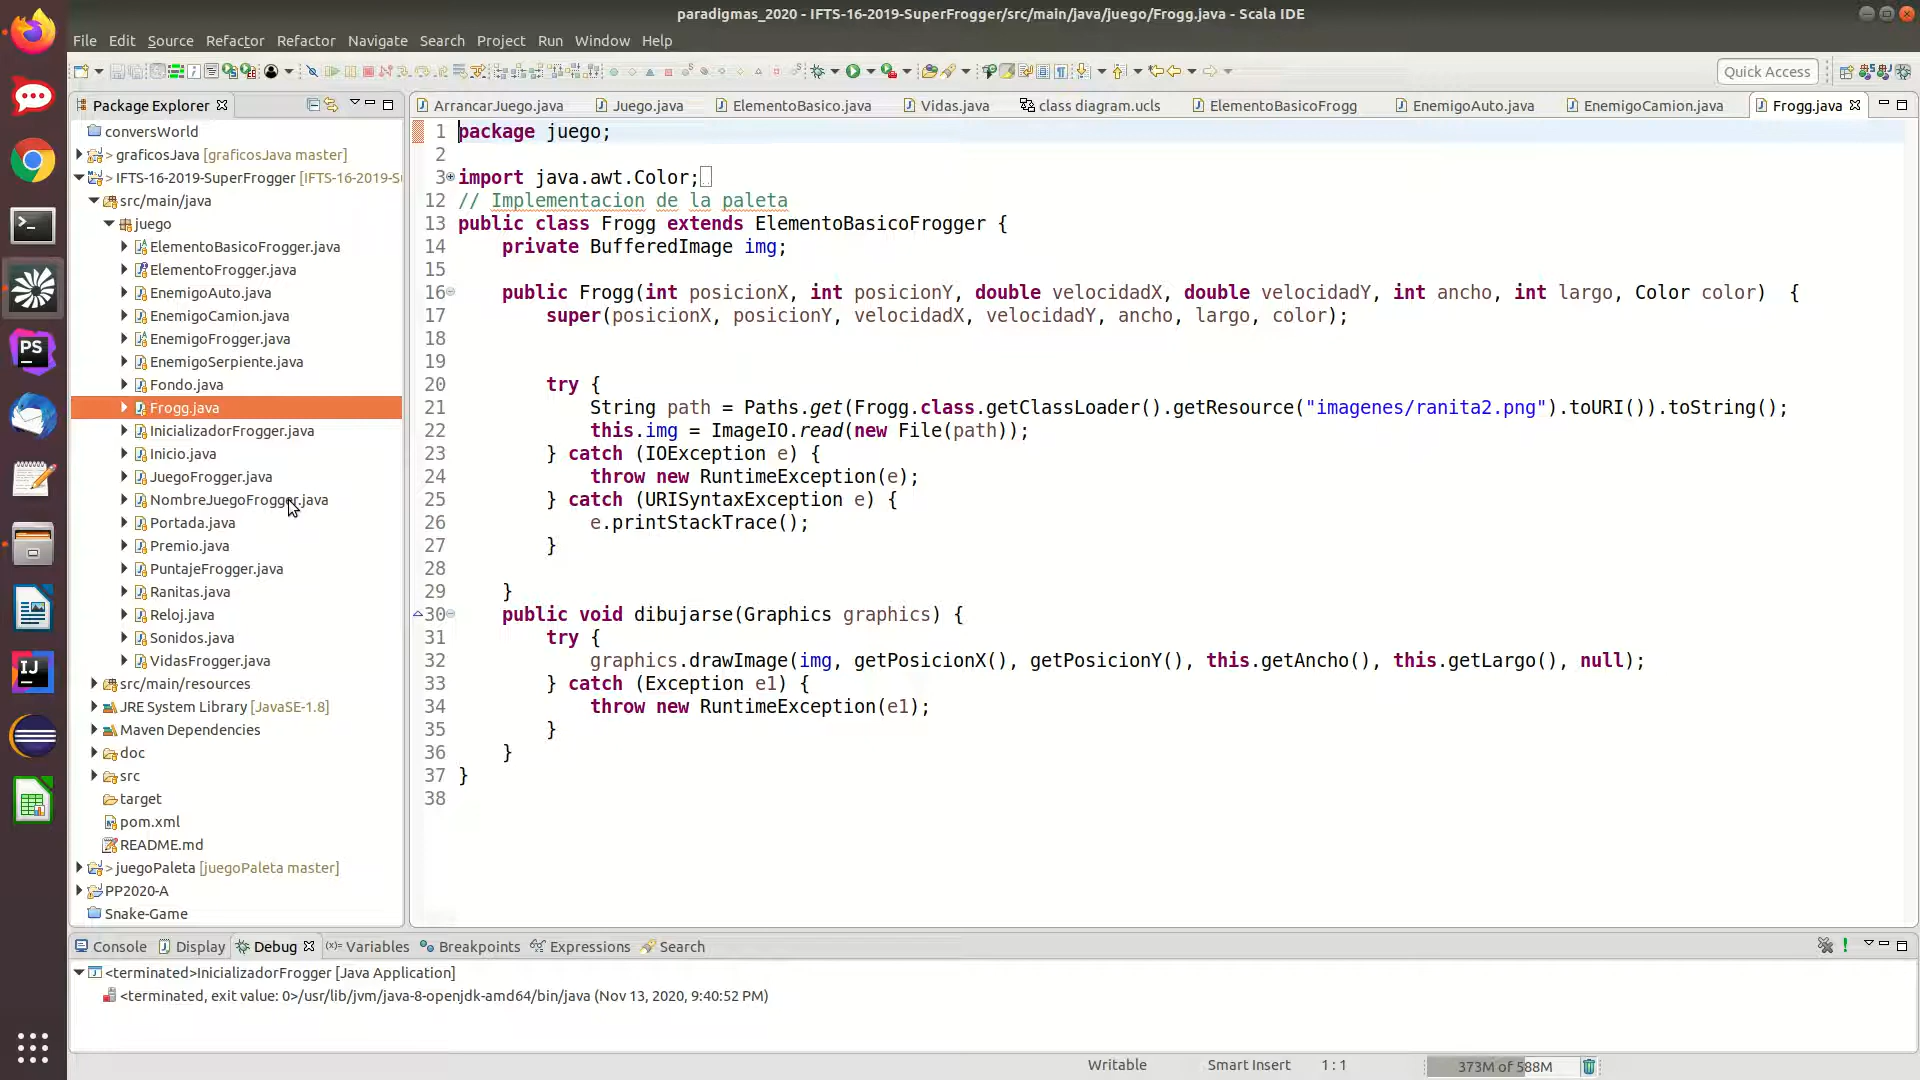 paradigmas_2020 - IFTS-16-2019-SuperFrogger/src/main/java/juego/Frogg.java - Scala IDE
File Edit Source Refactor Refactor Navigate Search Project Run Window Help
Quick Access
Package Explorer
conversWorld
> graficosJava [graficosJava master]
> IFTS-16-2019-SuperFrogger [IFTS-16-2019-S
src/main/java
juego
ElementoBasicoFrogger.java
ElementoFrogger.java
EnemigoAuto.java
EnemigoCamion.java
EnemigoFrogger.java
EnemigoSerpiente.java
Fondo.java
Frogg.java
InicializadorFrogger.java
Inicio.java
JuegoFrogger.java
NombreJuegoFrogger.java
Portada.java
Premio.java
PuntajeFrogger.java
Ranitas.java
Reloj.java
Sonidos.java
VidasFrogger.java
src/main/resources
JRE System Library [JavaSE-1.8]
Maven Dependencies
doc
src
target
pom.xml
README.md
> juegoPaleta [juegoPaleta master]
PP2020-A
Snake-Game
ArrancarJuego.java Juego.java ElementoBasico.java Vidas.java class diagram.ucls ElementoBasicoFrogg EnemigoAuto.java EnemigoCamion.java Frogg.java
1 package juego;
2
3 import java.awt.Color;
12 // Implementacion de la paleta
13 public class Frogg extends ElementoBasicoFrogger {
14 private BufferedImage img;
15
16 public Frogg(int posicionX, int posicionY, double velocidadX, double velocidadY, int ancho, int largo, Color color) {
17 super(posicionX, posicionY, velocidadX, velocidadY, ancho, largo, color);
18
19
20 try {
21 String path = Paths.get(Frogg.class.getClassLoader().getResource("imagenes/ranita2.png").toURI()).toString();
22 this.img = ImageIO.read(new File(path));
23 } catch (IOException e) {
24 throw new RuntimeException(e);
25 } catch (URISyntaxException e) {
26 e.printStackTrace();
27 }
28
29 }
30 public void dibujarse(Graphics graphics) {
31 try {
32 graphics.drawImage(img, getPosicionX(), getPosicionY(), this.getAncho(), this.getLargo(), null);
33 } catch (Exception e1) {
34 throw new RuntimeException(e1);
35 }
36 }
37 }
38
Console Display Debug Variables Breakpoints Expressions Search
<terminated>InicializadorFrogger [Java Application]
<terminated, exit value: 0>/usr/lib/jvm/java-8-openjdk-amd64/bin/java (Nov 13, 2020, 9:40:52 PM)
Writable Smart Insert 1 : 1 373M of 588M
PS
IJ